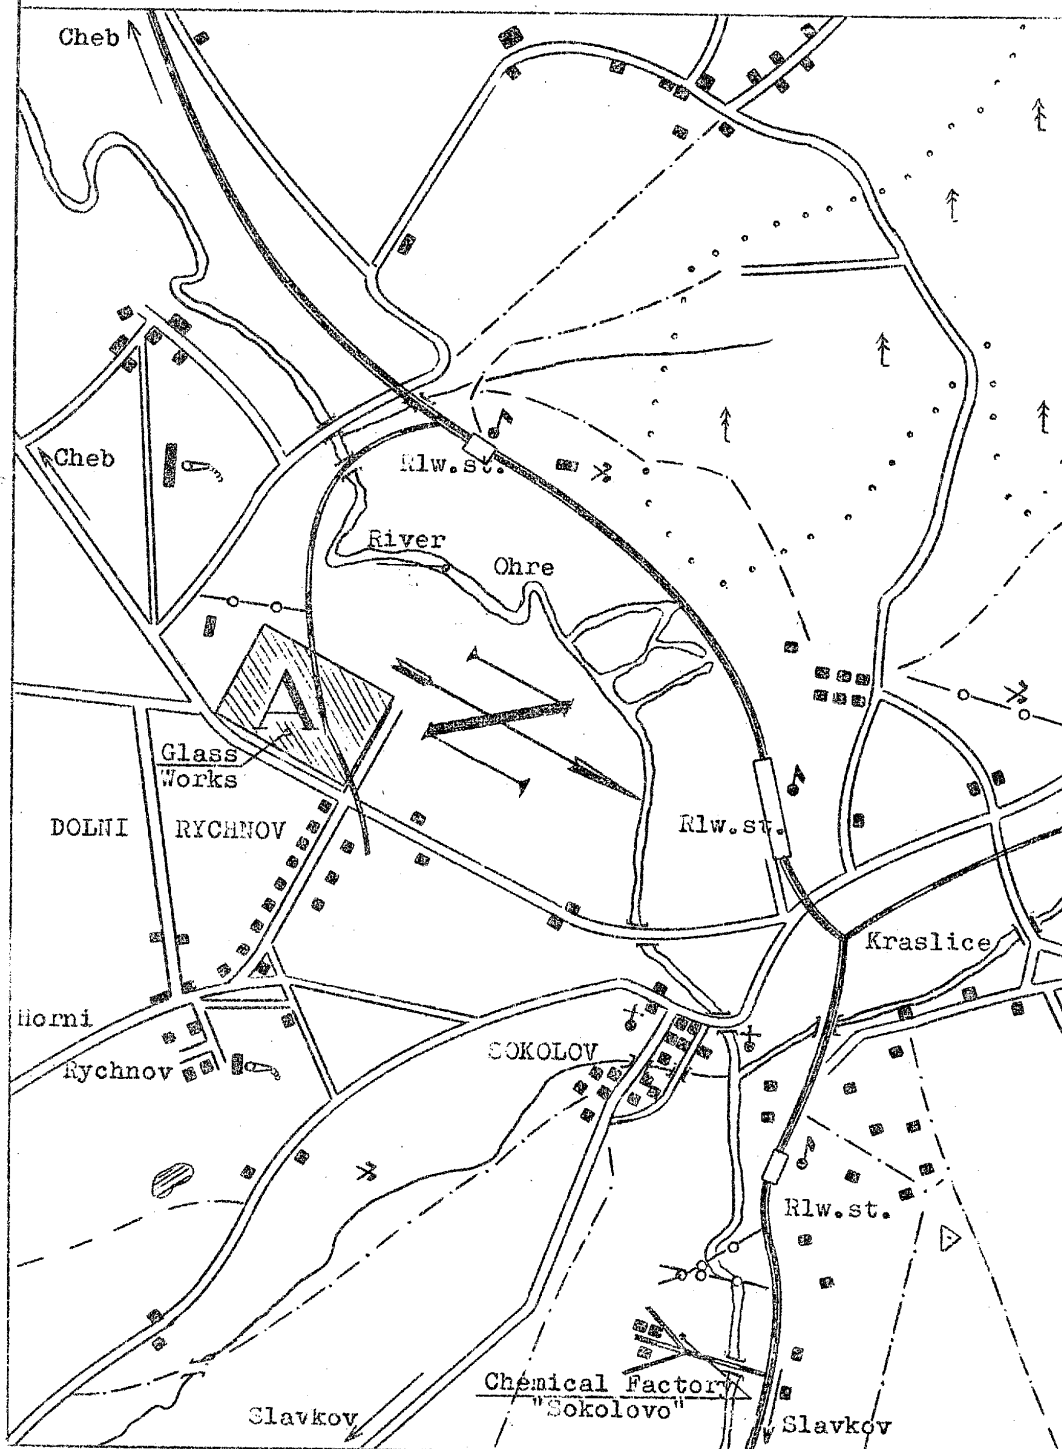 Cheb
Cheb
Rlw.st.
River
Ohre
A
Glass
Works
DOLNI RYCHNOV
Rlw.st.
Kraslice
Horni
Rychnov
SOKOLOV
Rlw.st.
Chemical Factory
"Sokolovo"
Slavkov
Slavkov